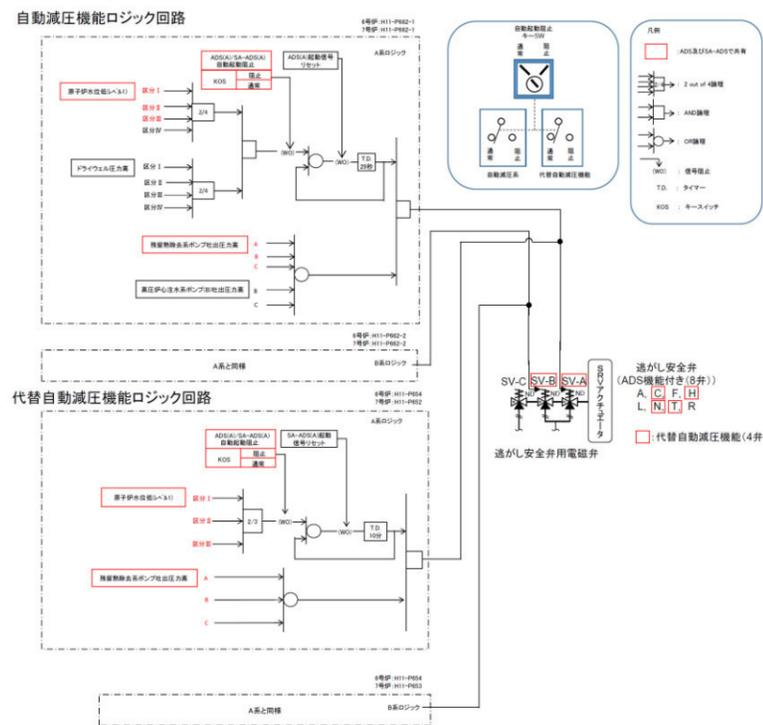 自動減圧機能ロジック回路
6号炉:H11-P662-1
7号炉:H11-P662-1
A系ロジック
ADS(A)/SA-ADS(A)
自動起動阻止
KOS
阻止
通常
ADS(A)起動信号
リセット
原子炉水位低(レベル1)
区分Ⅰ
区分Ⅱ
区分Ⅲ
区分Ⅳ
2/4
(WO)
(WO)
T.D.
29秒
ドライウェル圧力高
区分Ⅰ
区分Ⅱ
区分Ⅲ
区分Ⅳ
2/4
残留熱除去系ポンプ吐出圧力高
A
B
C
高圧炉心注水系ポンプ(B)吐出圧力高
B
C
6号炉:H11-P662-2
7号炉:H11-P662-2
A系と同様
B系ロジック
自動起動阻止
キーSW
通常
阻止
通常
阻止
通常
阻止
自動減圧系
代替自動減圧機能
凡例
:ADS及びSA-ADSで共有
2/4
: 2 out of 4論理
: AND論理
: OR論理
(WO) : 信号阻止
T.D. : タイマー
KOS : キースイッチ
SV-C
SV-B
SV-A
ND
ND
ND
SRVアクチュエータ
逃がし安全弁用電磁弁
逃がし安全弁
(ADS機能付き(8弁))
A, C, F, H
L, N, T, R
:代替自動減圧機能(4弁
代替自動減圧機能ロジック回路
6号炉:H11-P654
7号炉:H11-P652
A系ロジック
ADS(A)/SA-ADS(A)
自動起動阻止
KOS
阻止
通常
SA-ADS(A)起動
信号リセット
原子炉水位低(レベル1)
区分Ⅰ
区分Ⅱ
区分Ⅲ
2/3
(WO)
(WO)
T.D.
10分
残留熱除去系ポンプ吐出圧力高
A
B
C
6号炉:H11-P654
7号炉:H11-P653
A系と同様
B系ロジック